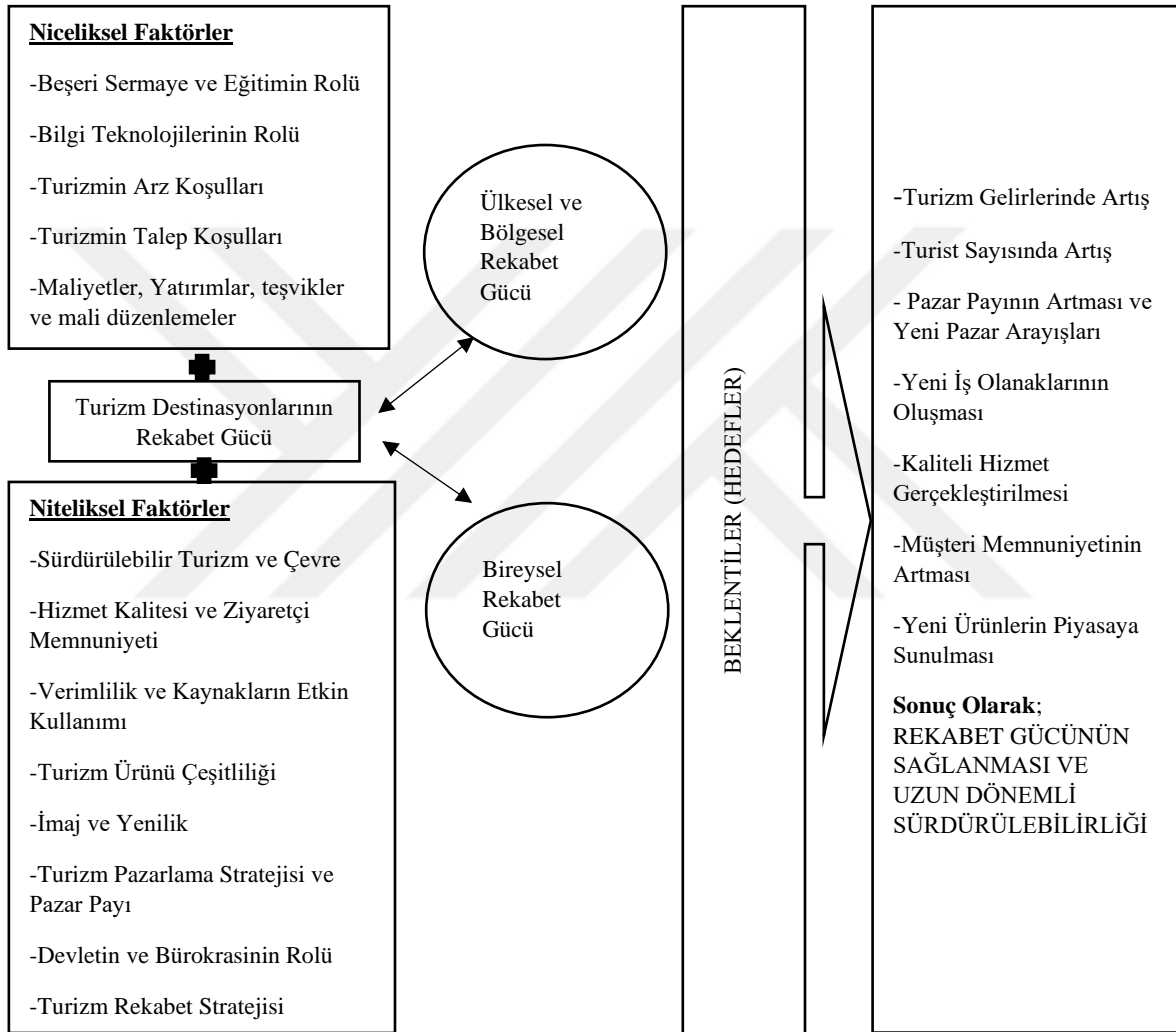 Niceliksel Faktörler
-Beşeri Sermaye ve Eğitimin Rolü
-Bilgi Teknolojilerinin Rolü
-Turizmin Arz Koşulları
-Turizmin Talep Koşulları
-Maliyetler, Yatırımlar, teşvikler
ve mali düzenlemeler
Turizm Destinasyonlarının
Rekabet Gücü
Niteliksel Faktörler
-Sürdürülebilir Turizm ve Çevre
-Hizmet Kalitesi ve Ziyaretçi
Memnuniyeti
-Verimlilik ve Kaynakların Etkin
Kullanımı
-Turizm Ürünü Çeşitliliği
-İmaj ve Yenilik
-Turizm Pazarlama Stratejisi ve
Pazar Payı
-Devletin ve Bürokrasinin Rolü
-Turizm Rekabet Stratejisi
Ülkesel ve
Bölgesel
Rekabet
Gücü
Bireysel
Rekabet
Gücü
BEKLENTİLER (HEDEFLER)
-Turizm Gelirlerinde Artış
-Turist Sayısında Artış
- Pazar Payının Artması ve
Yeni Pazar Arayışları
-Yeni İş Olanaklarının
Oluşması
-Kaliteli Hizmet
Gerçekleştirilmesi
-Müşteri Memnuniyetinin
Artması
-Yeni Ürünlerin Piyasaya
Sunulması
Sonuç Olarak;
REKABET GÜCÜNÜN
SAĞLANMASI VE
UZUN DÖNEMLİ
SÜRDÜRÜLEBİLİRLİĞİ